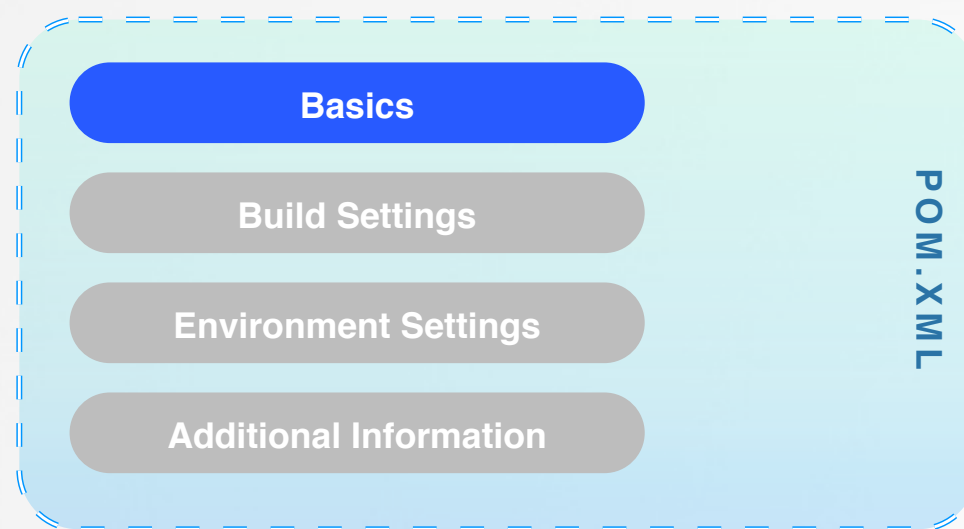 Basics
Build Settings
Environment Settings
Additional Information
POM.XML